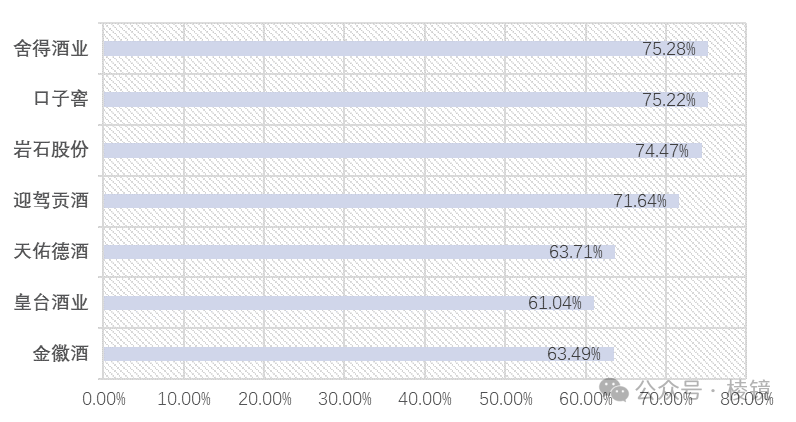 舍得酒业 75.28%
口子窖 75.22%
岩石股份 74.47%
迎驾贡酒 71.64%
天佑德酒 63.71%
皇台酒业 61.04%
金徽酒 63.49%
公众号 · 棱镜
0.00% 10.00% 20.00% 30.00% 40.00% 50.00% 60.00% 70.00% 80.00%